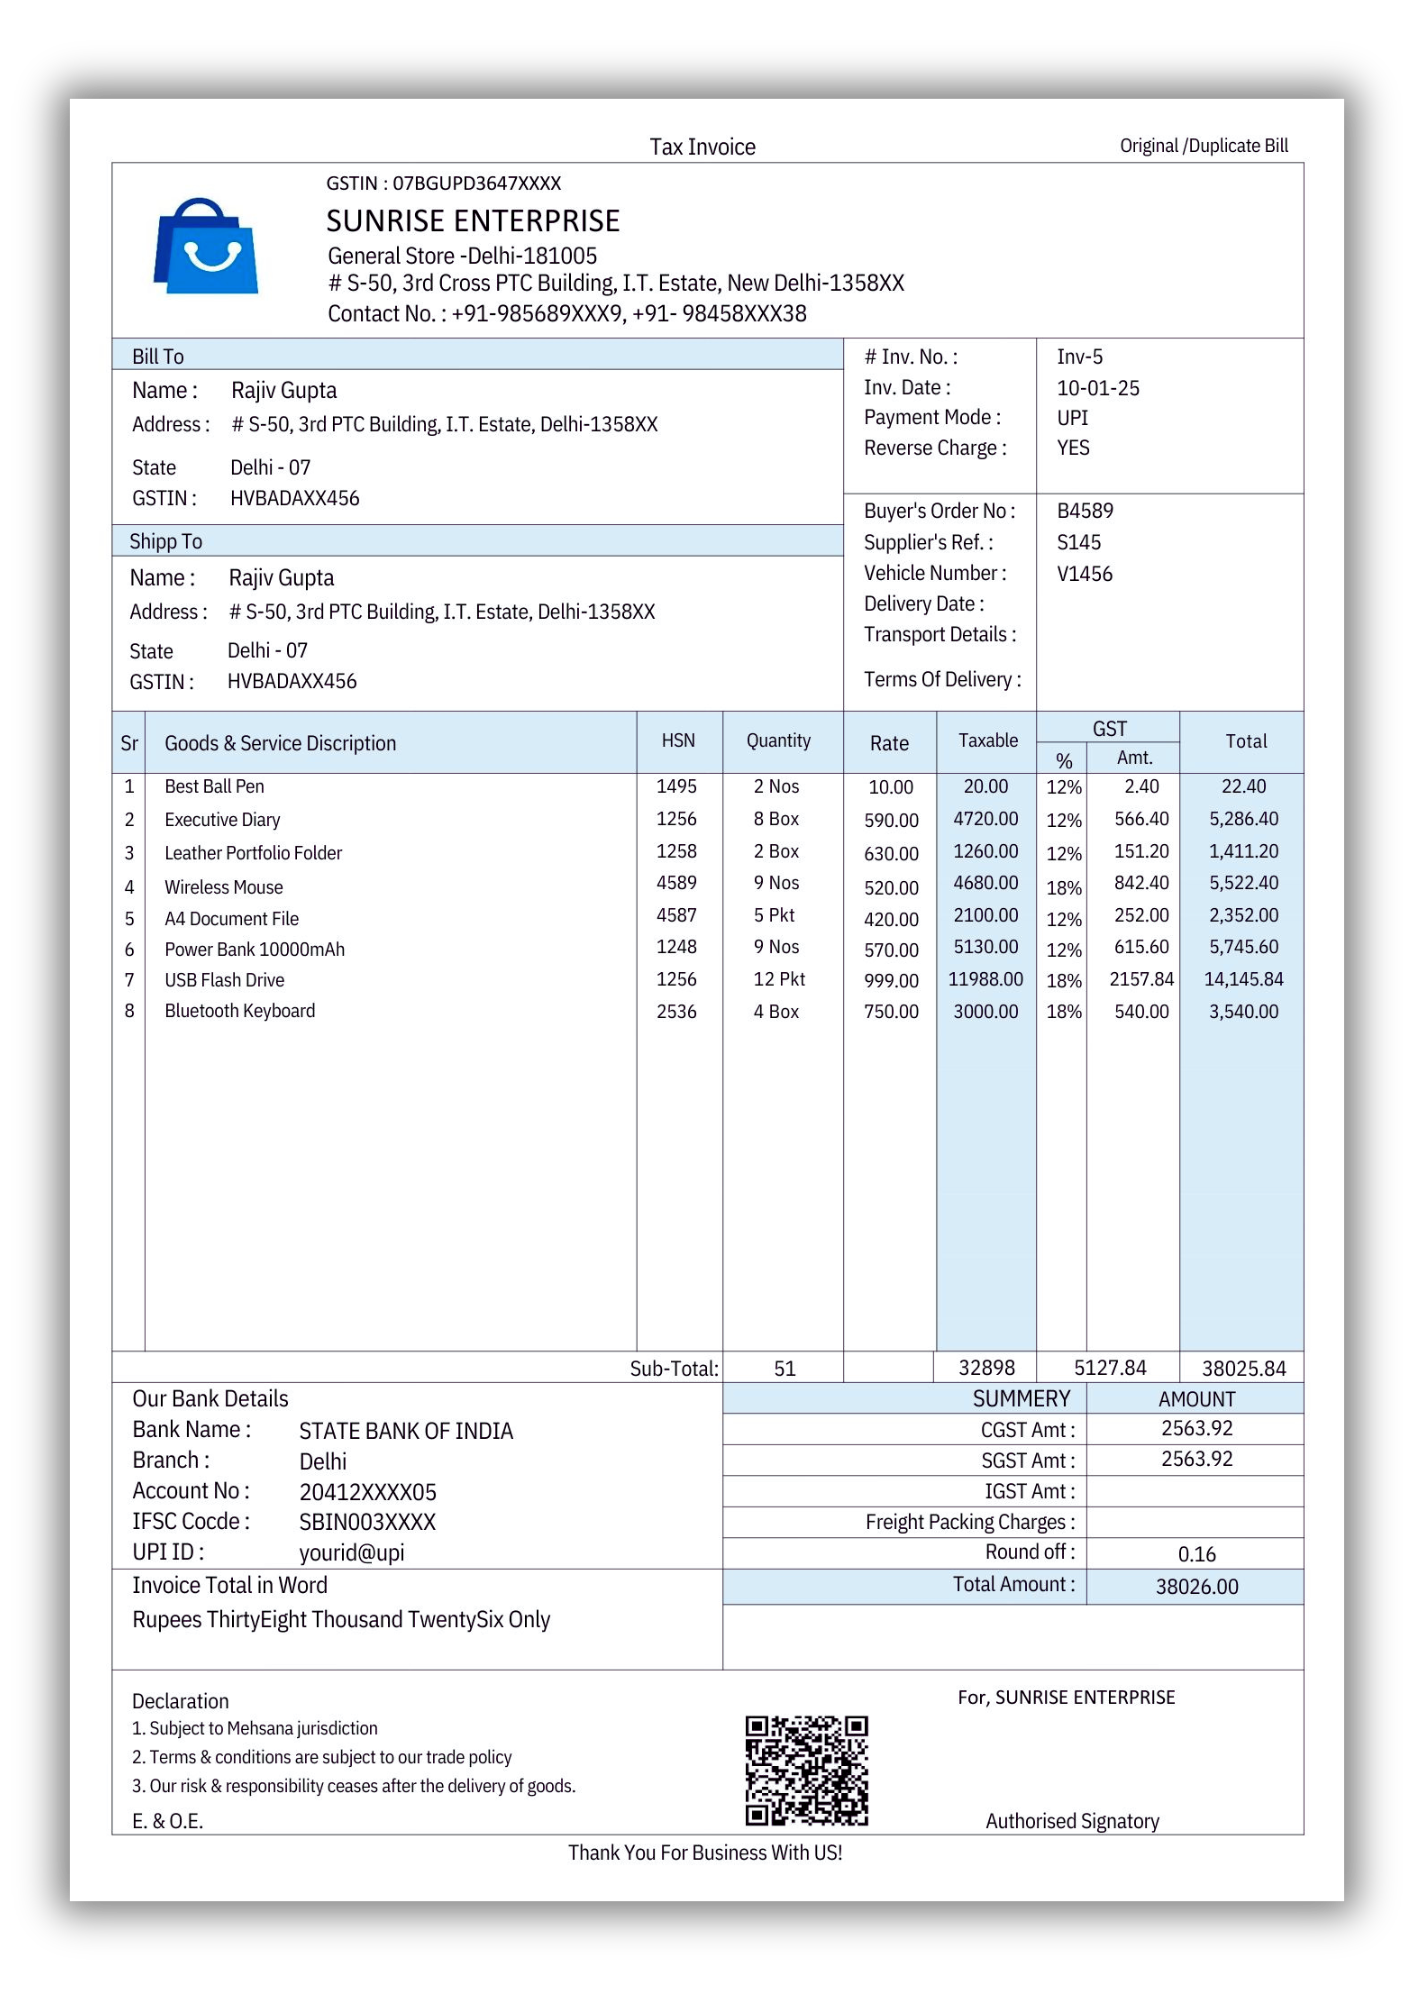 Tax Invoice
Original /Duplicate Bill
GSTIN : 07BGUPD3647XXXX
SUNRISE ENTERPRISE
General Store -Delhi-181005
# S-50, 3rd Cross PTC Building, I.T. Estate, New Delhi-1358XX
Contact No. : +91-985689XXX9, +91- 98458XXX38
Bill To
Name : Rajiv Gupta
Address : # S-50, 3rd PTC Building, I.T. Estate, Delhi-1358XX
State Delhi - 07
GSTIN : HVBADAXX456
Shipp To
Name : Rajiv Gupta
Address : # S-50, 3rd PTC Building, I.T. Estate, Delhi-1358XX
State Delhi - 07
GSTIN : HVBADAXX456
# Inv. No. : Inv-5
Inv. Date : 10-01-25
Payment Mode : UPI
Reverse Charge : YES
Buyer's Order No : B4589
Supplier's Ref. : S145
Vehicle Number : V1456
Delivery Date :
Transport Details :
Terms Of Delivery :
Sr Goods & Service Discription HSN Quantity Rate Taxable GST Total
% Amt.
1 Best Ball Pen 1495 2 Nos 10.00 20.00 12% 2.40 22.40
2 Executive Diary 1256 8 Box 590.00 4720.00 12% 566.40 5,286.40
3 Leather Portfolio Folder 1258 2 Box 630.00 1260.00 12% 151.20 1,411.20
4 Wireless Mouse 4589 9 Nos 520.00 4680.00 18% 842.40 5,522.40
5 A4 Document File 4587 5 Pkt 420.00 2100.00 12% 252.00 2,352.00
6 Power Bank 10000mAh 1248 9 Nos 570.00 5130.00 12% 615.60 5,745.60
7 USB Flash Drive 1256 12 Pkt 999.00 11988.00 18% 2157.84 14,145.84
8 Bluetooth Keyboard 2536 4 Box 750.00 3000.00 18% 540.00 3,540.00
Sub-Total: 51 32898 5127.84 38025.84
Our Bank Details
Bank Name : STATE BANK OF INDIA
Branch : Delhi
Account No : 20412XXXX05
IFSC Cocde : SBIN003XXXX
UPI ID : yourid@upi
SUMMERY AMOUNT
CGST Amt : 2563.92
SGST Amt : 2563.92
IGST Amt :
Freight Packing Charges :
Round off : 0.16
Total Amount : 38026.00
Invoice Total in Word
Rupees ThirtyEight Thousand TwentySix Only
Declaration
1. Subject to Mehsana jurisdiction
2. Terms & conditions are subject to our trade policy
3. Our risk & responsibility ceases after the delivery of goods.
E. & O.E.
For, SUNRISE ENTERPRISE
Authorised Signatory
Thank You For Business With US!